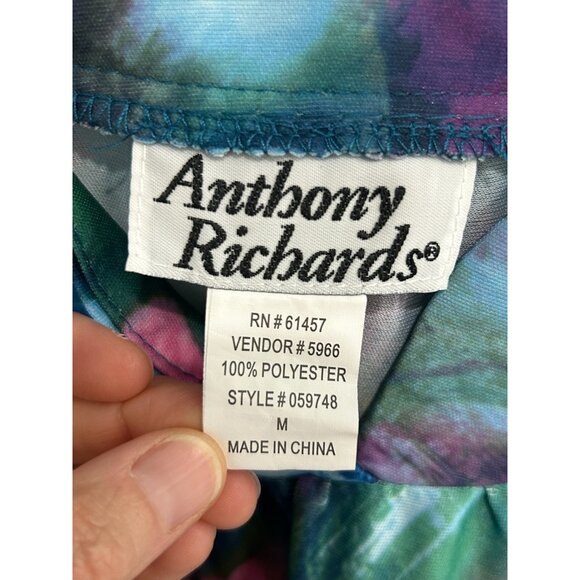 Anthony
Richards®
RN # 61457
VENDOR # 5966
100% POLYESTER
STYLE # 059748
M
MADE IN CHINA